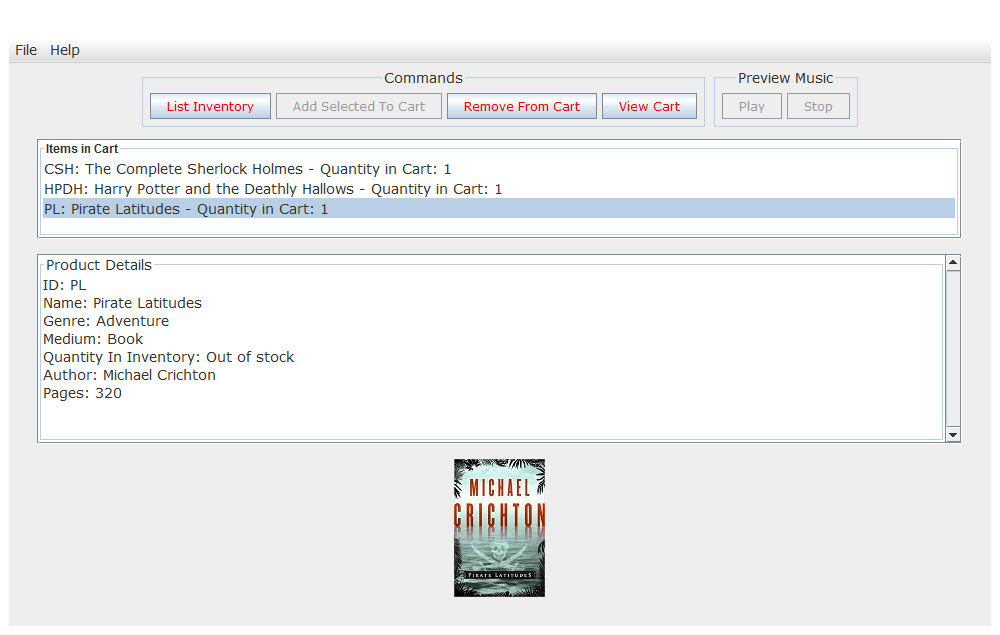 File Help
Commands
Preview Music
List Inventory Add Selected To Cart Remove From Cart View Cart Play Stop
Items in Cart
CSH: The Complete Sherlock Holmes - Quantity in Cart: 1
HPDH: Harry Potter and the Deathly Hallows - Quantity in Cart: 1
PL: Pirate Latitudes - Quantity in Cart: 1
Product Details
ID: PL
Name: Pirate Latitudes
Genre: Adventure
Medium: Book
Quantity In Inventory: Out of stock
Author: Michael Crichton
Pages: 320
MICHAEL
CRICHTON
PIRATE LATITUDES